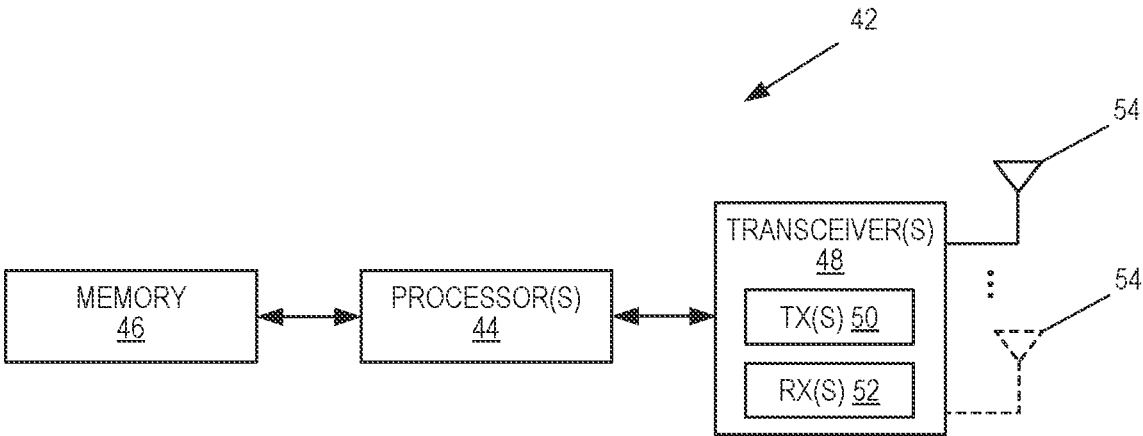 42
54
TRANSCEIVER(S)
48
MEMORY
46
PROCESSOR(S)
44
54
TX(S) 50
RX(S) 52